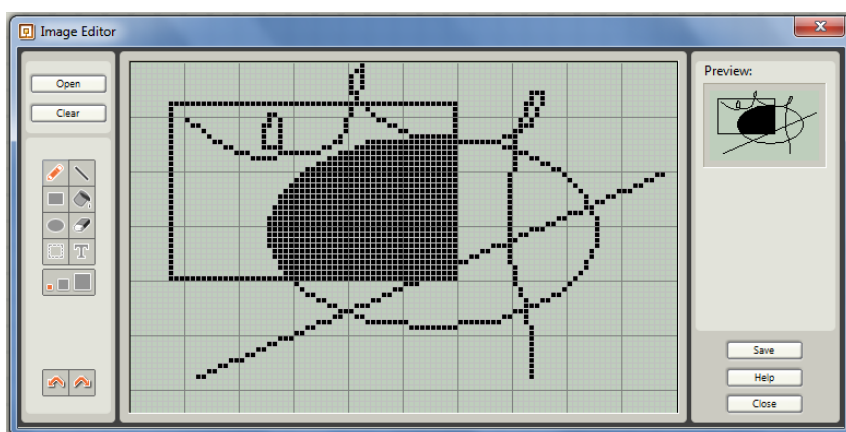 Image Editor
Open
Clear
T
Preview:
Save
Help
Close